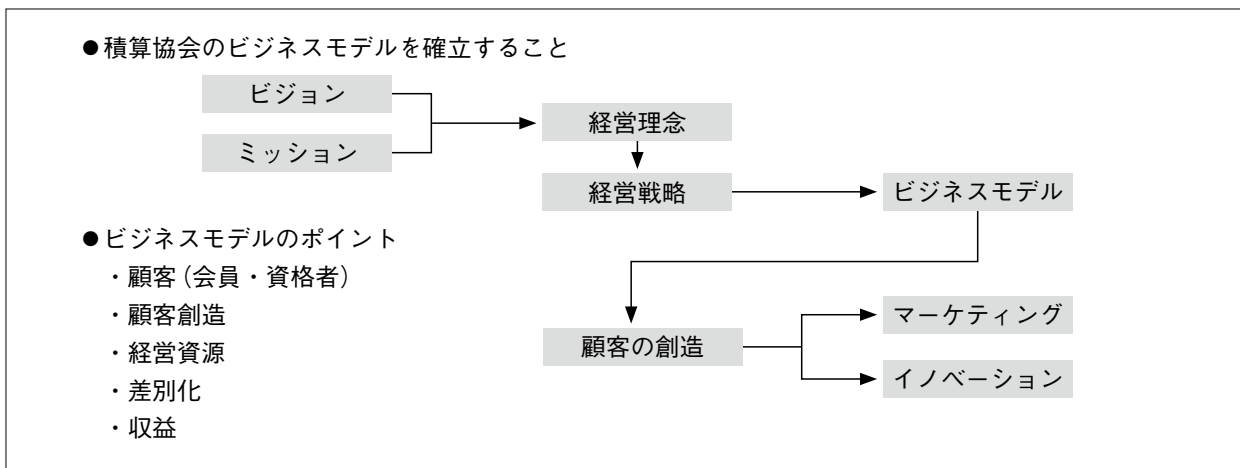 ●積算協会のビジネスモデルを確立すること
ビジョン
ミッション
経営理念
経営戦略
ビジネスモデル
●ビジネスモデルのポイント
・顧客(会員・資格者)
・顧客創造
・経営資源
・差別化
・収益
顧客の創造
マーケティング
イノベーション